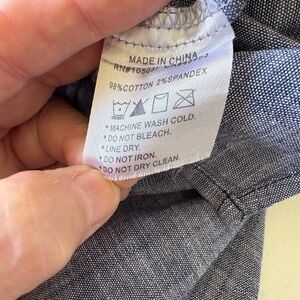 MADE IN CHINA
98%COTTON 2%SPANDEX
*MACHINE WASH COLD.
*DO NOT BLEACH.
*LINE DRY.
*DO NOT IRON.
*DO NOT DRY CLEAN.